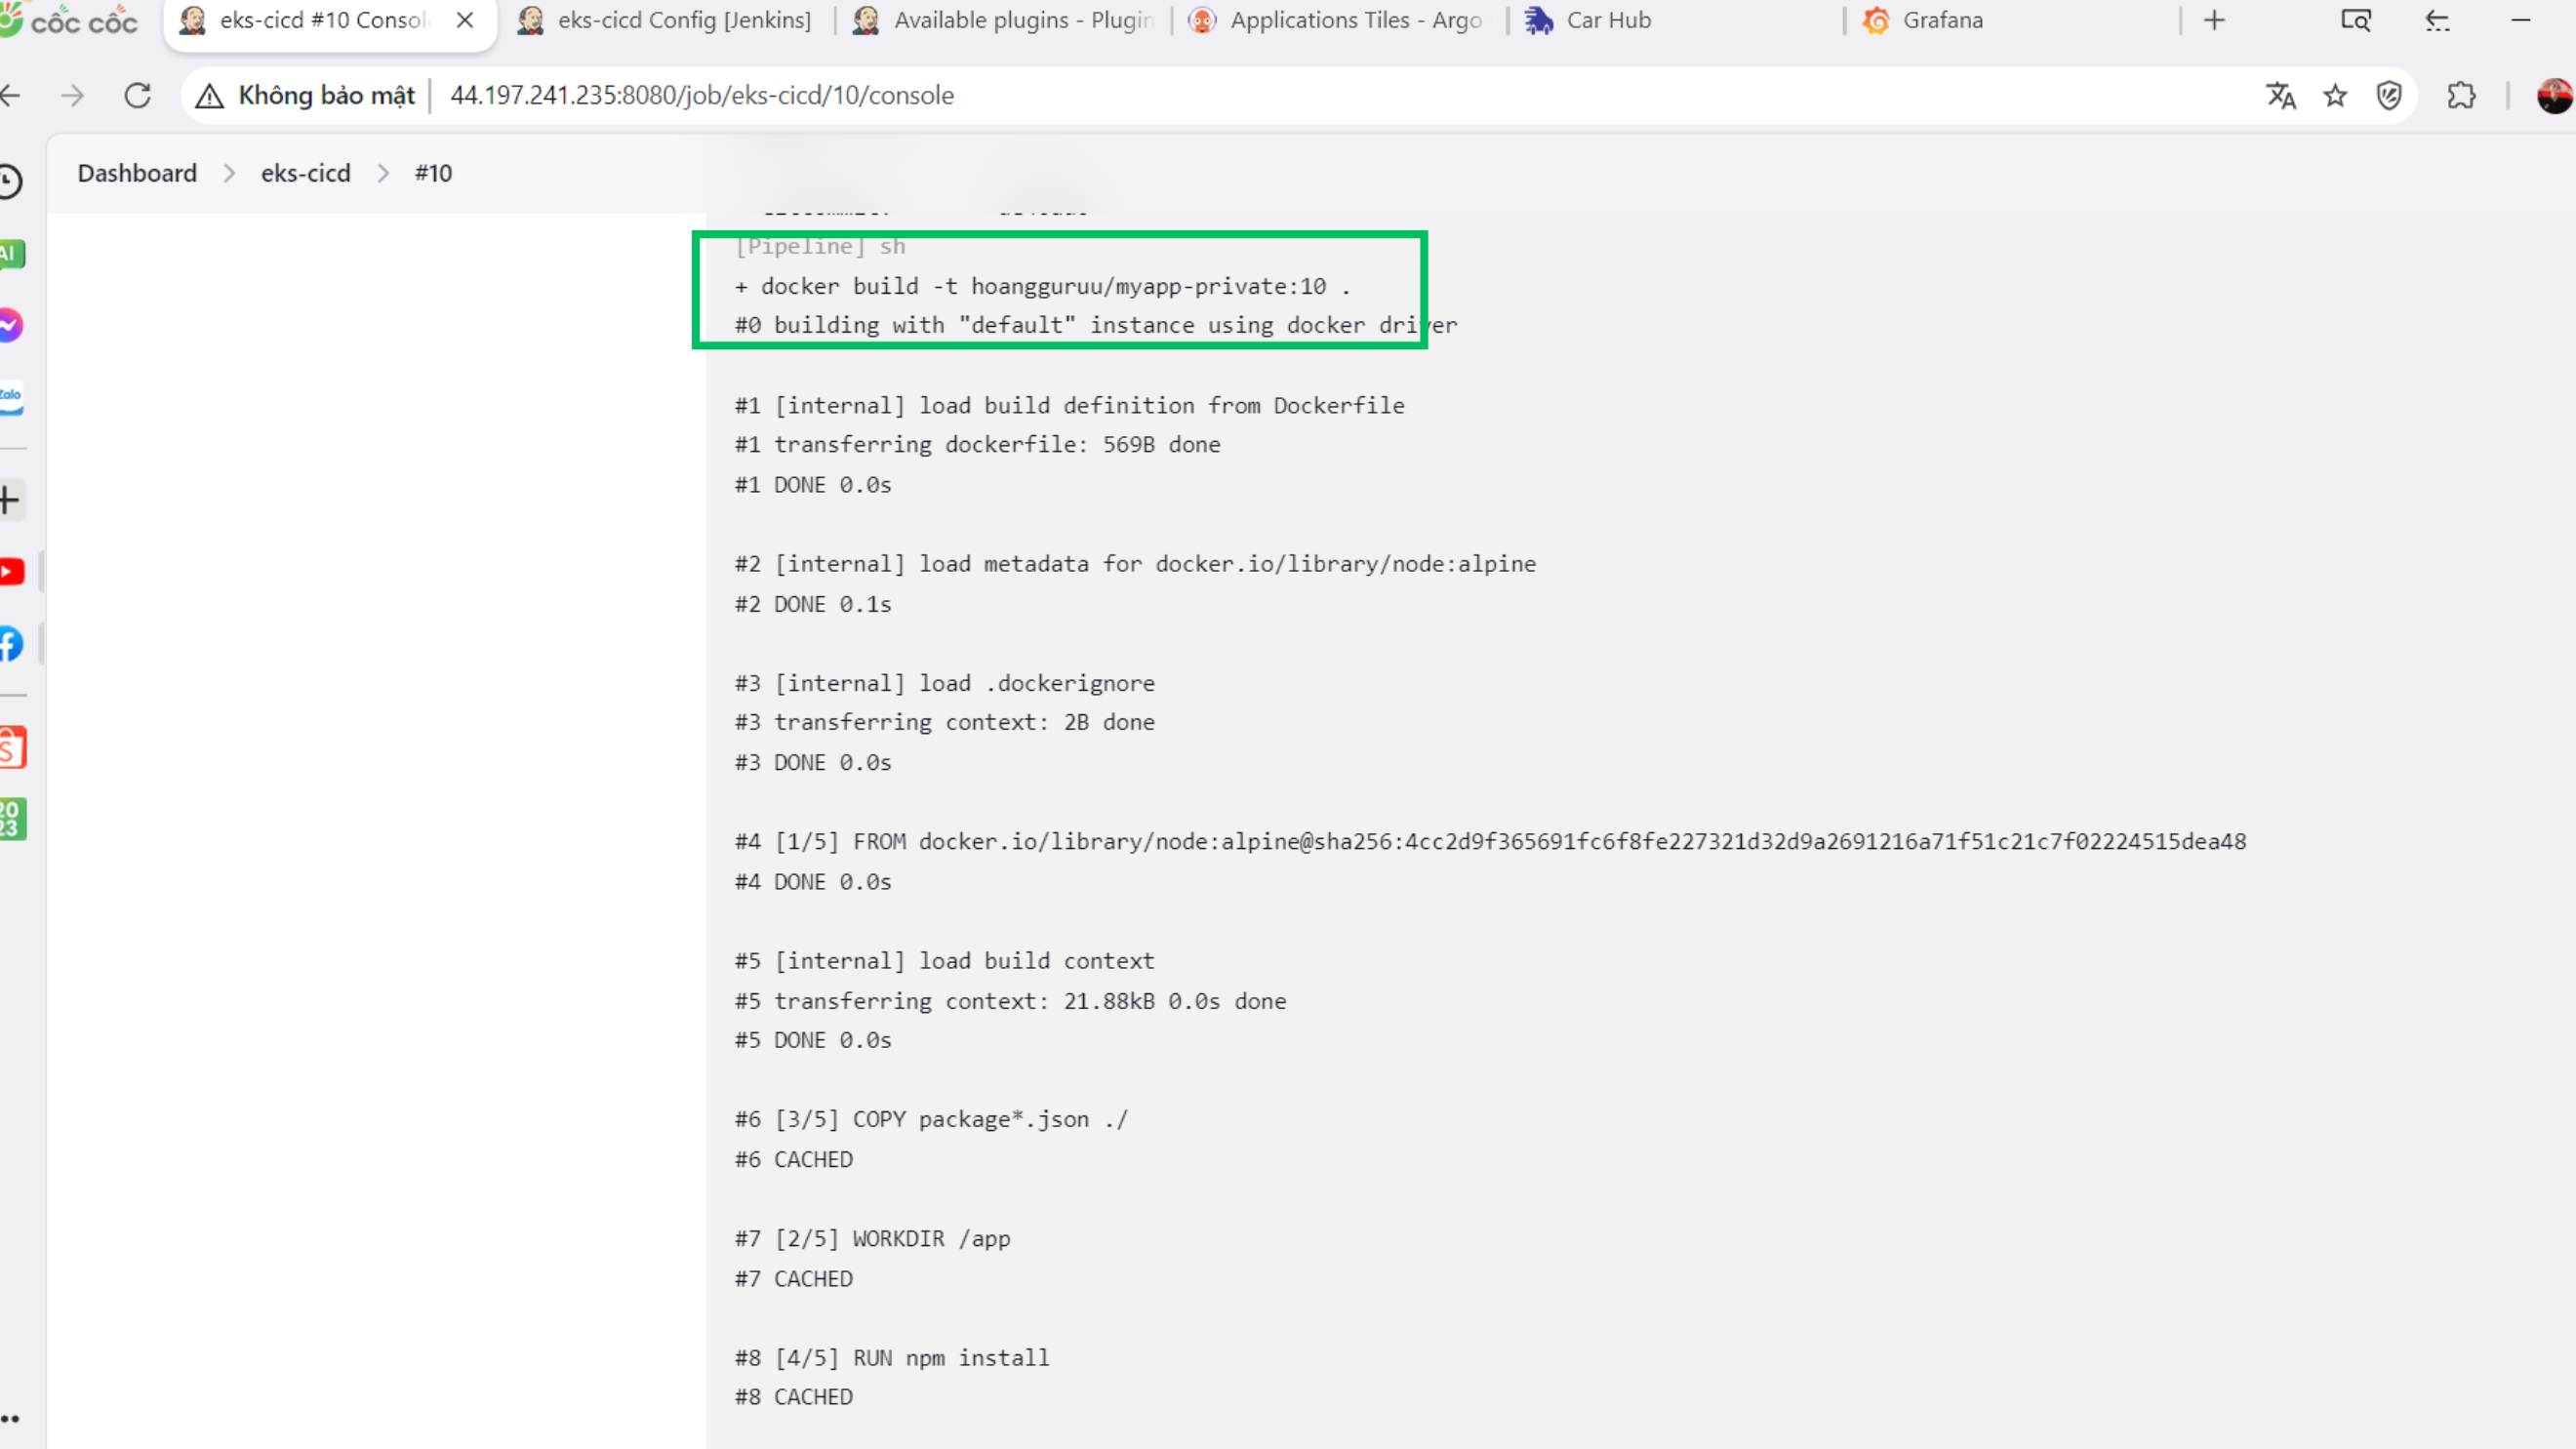 cốc cốc
eks-cicd #10 Consol
eks-cicd Config [Jenkins]
Available plugins - Plugin
Applications Tiles - Argo
Car Hub
Grafana
Không bảo mật
44.197.241.235:8080/job/eks-cicd/10/console
Dashboard
eks-cicd
#10
AI
Zalo
2023
[Pipeline] sh
+ docker build -t hoangguruu/myapp-private:10 .
#0 building with "default" instance using docker driver
#1 [internal] load build definition from Dockerfile
#1 transferring dockerfile: 569B done
#1 DONE 0.0s
#2 [internal] load metadata for docker.io/library/node:alpine
#2 DONE 0.1s
#3 [internal] load .dockerignore
#3 transferring context: 2B done
#3 DONE 0.0s
#4 [1/5] FROM docker.io/library/node:alpine@sha256:4cc2d9f365691fc6f8fe227321d32d9a2691216a71f51c21c7f02224515dea48
#4 DONE 0.0s
#5 [internal] load build context
#5 transferring context: 21.88kB 0.0s done
#5 DONE 0.0s
#6 [3/5] COPY package*.json ./
#6 CACHED
#7 [2/5] WORKDIR /app
#7 CACHED
#8 [4/5] RUN npm install
#8 CACHED